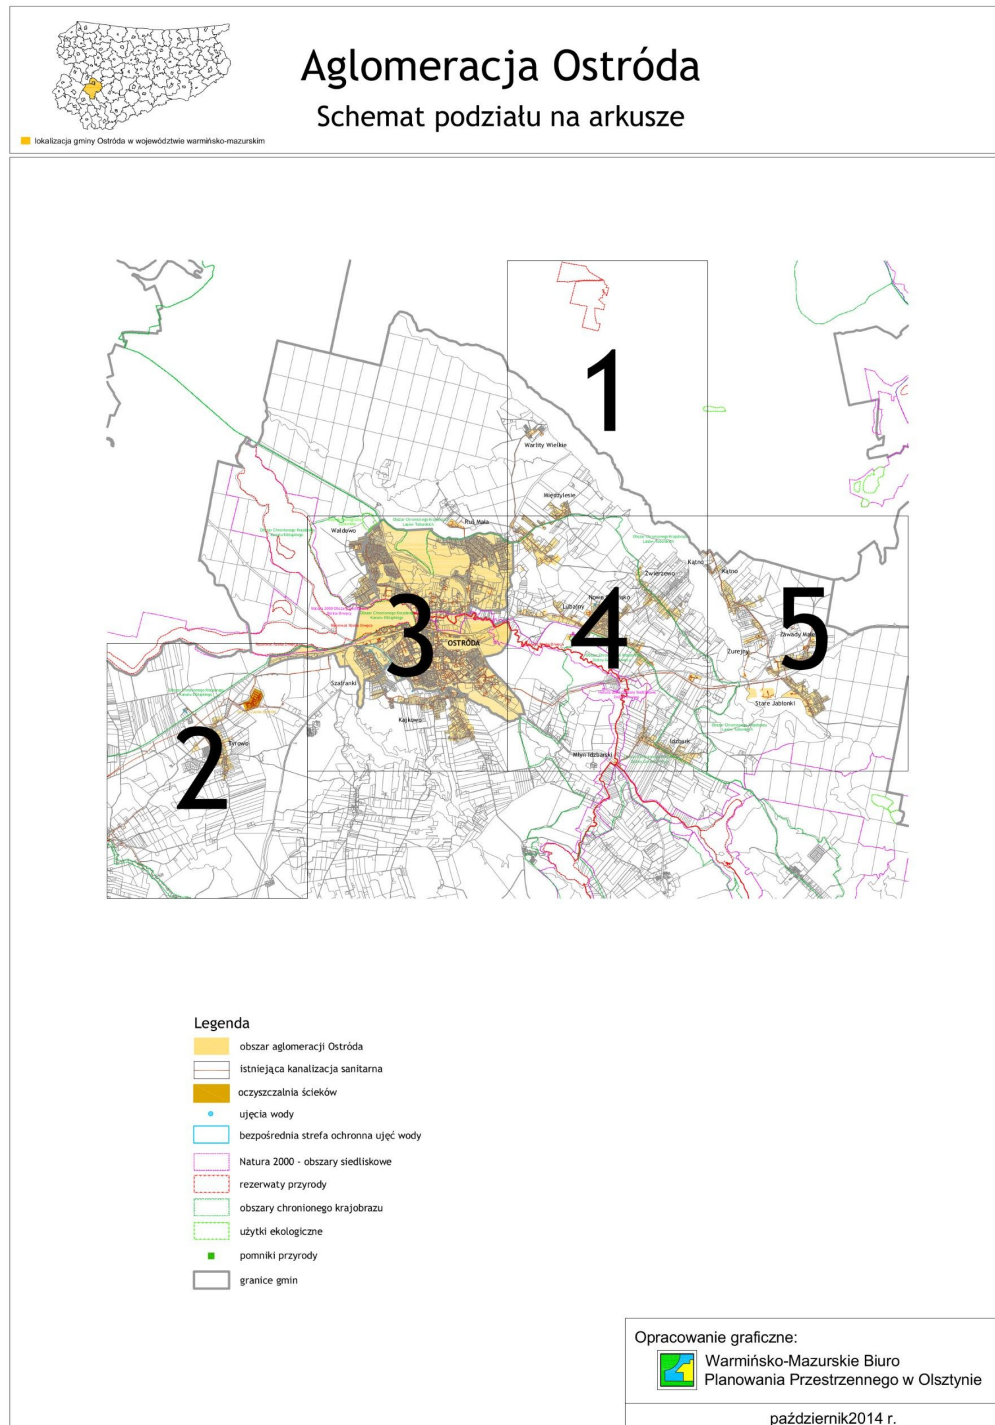 Aglomeracja Ostróda
Schemat podziału na arkusze
lokalizacja gminy Ostróda w województwie warmińsko-mazurskim
1
Warlity Wielkie
Międzylesie
Ruś Mała
Wałdowo
Zwierzewo
Kątno
Kątno
Lubajny
3
4
5
OSTRÓDA
Żurejny
Szafranki
Stare Jabłonki
Kajkowo
Tyrowo
Idzbark
2
Młyn Idzbarski
Legenda
obszar aglomeracji Ostróda
istniejąca kanalizacja sanitarna
oczyszczalnia ścieków
ujęcia wody
bezpośrednia strefa ochronna ujęć wody
Natura 2000 - obszary siedliskowe
rezerwaty przyrody
obszary chronionego krajobrazu
użytki ekologiczne
pomniki przyrody
granice gmin
Opracowanie graficzne:
Warmińsko-Mazurskie Biuro
Planowania Przestrzennego w Olsztynie
październik2014 r.